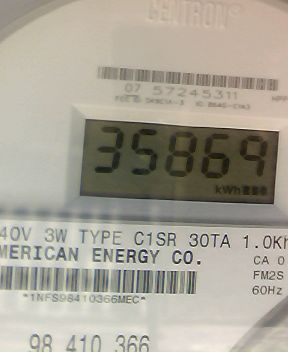 CENTRON®
07 57245311
35869
kWh
40V 3W TYPE C1SR 30TA 1.0Kh
MERICAN ENERGY CO.
CA 0
FM2S
60Hz
*1NFS98410366MEC*
98 410 366